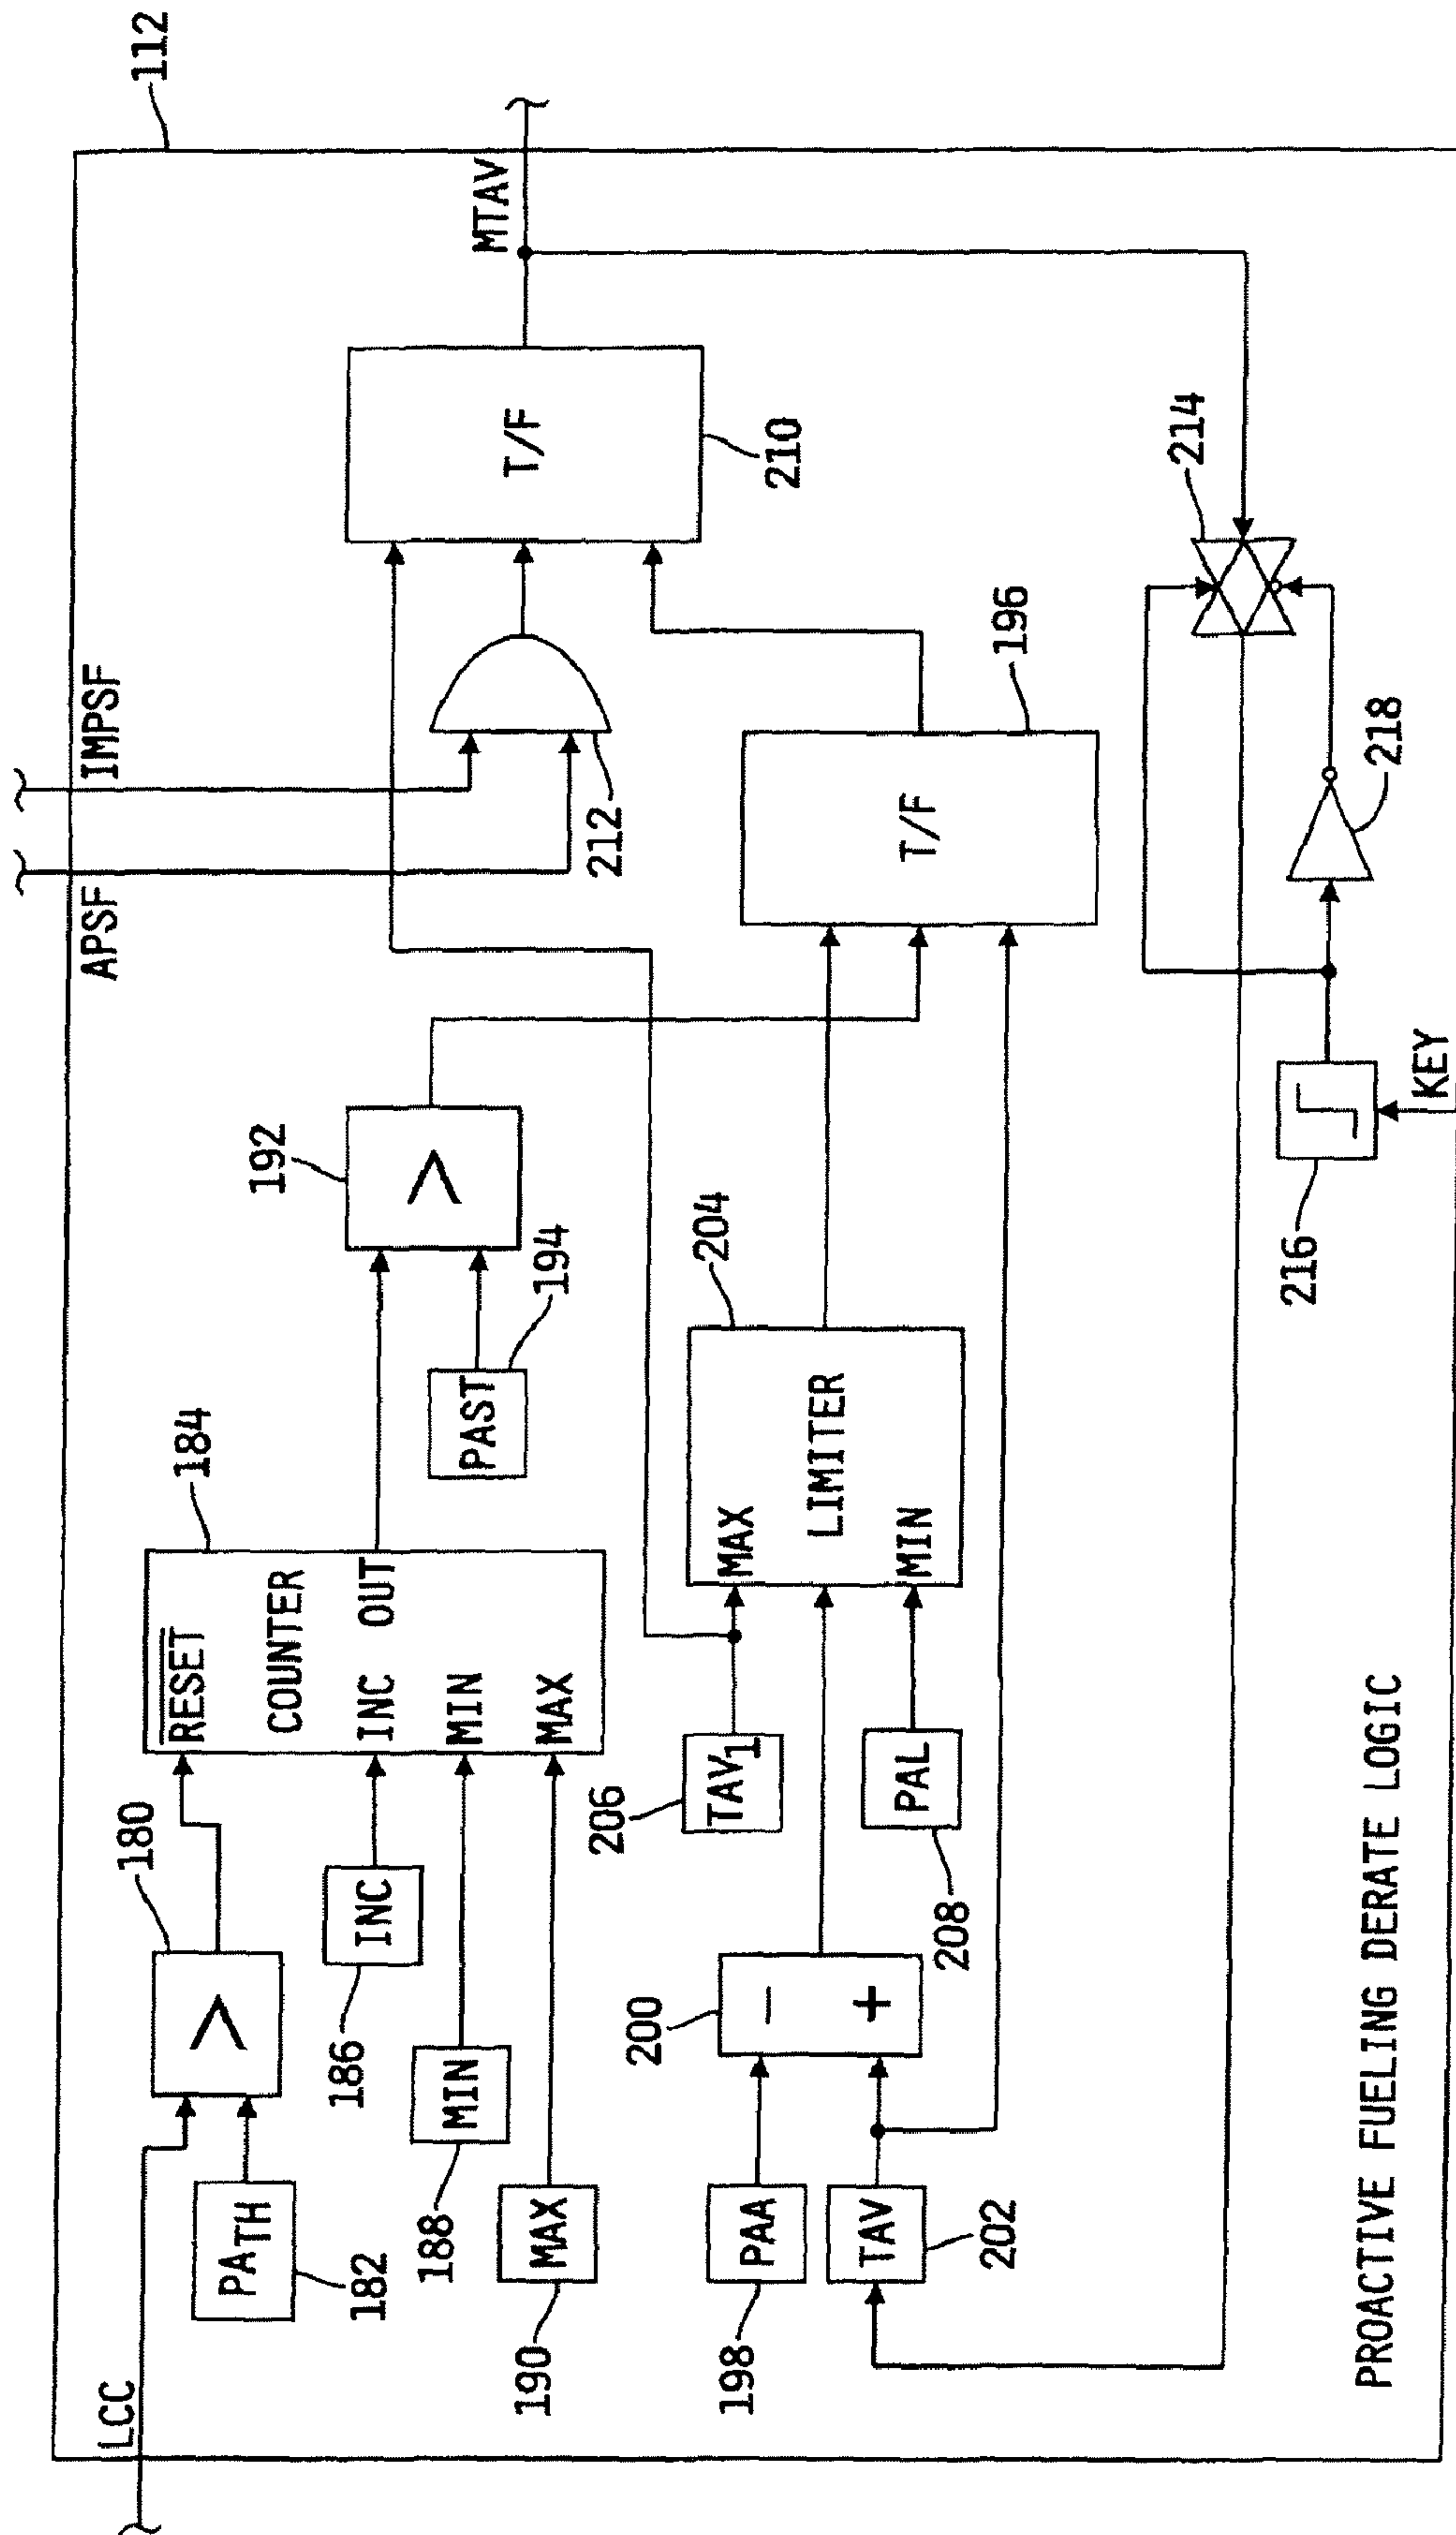 112
APSF
IMPSF
MTAV
LCC
180
PATH
182
184
RESET
COUNTER
INC OUT
MIN
MAX
INC
186
MIN
188
MAX
190
192
>
PAST
194
T/F
210
212
T/F
196
204
MAX
LIMITER
MIN
206
TAV1
PAL
208
200
-
+
PAA
198
TAV
202
214
218
216
KEY
>
PROACTIVE FUELING DERATE LOGIC